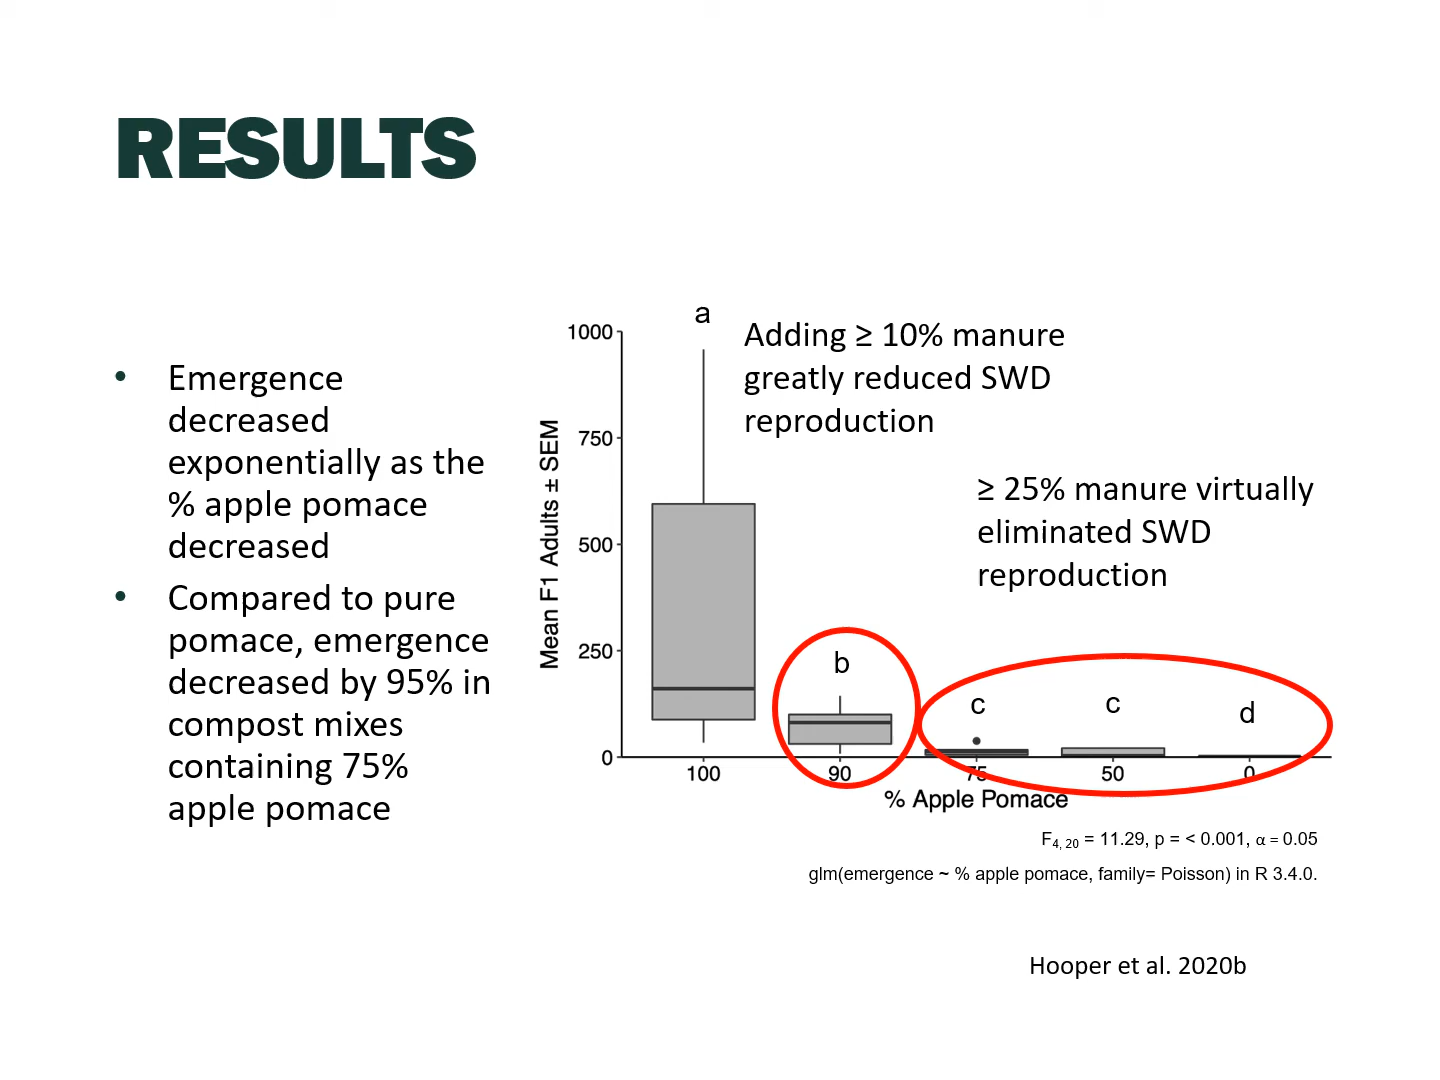 RESULTS
• Emergence
decreased
exponentially as the
% apple pomace
decreased
• Compared to pure
pomace, emergence
decreased by 95% in
compost mixes
containing 75%
apple pomace
Adding ≥ 10% manure
greatly reduced SWD
reproduction
≥ 25% manure virtually
eliminated SWD
reproduction
Mean F1 Adults ± SEM
1000
750
500
250
0
a
b
c
c
d
100
90
75
50
0
% Apple Pomace
F4, 20 = 11.29, p = < 0.001, α = 0.05
glm(emergence ~ % apple pomace, family= Poisson) in R 3.4.0.
Hooper et al. 2020b